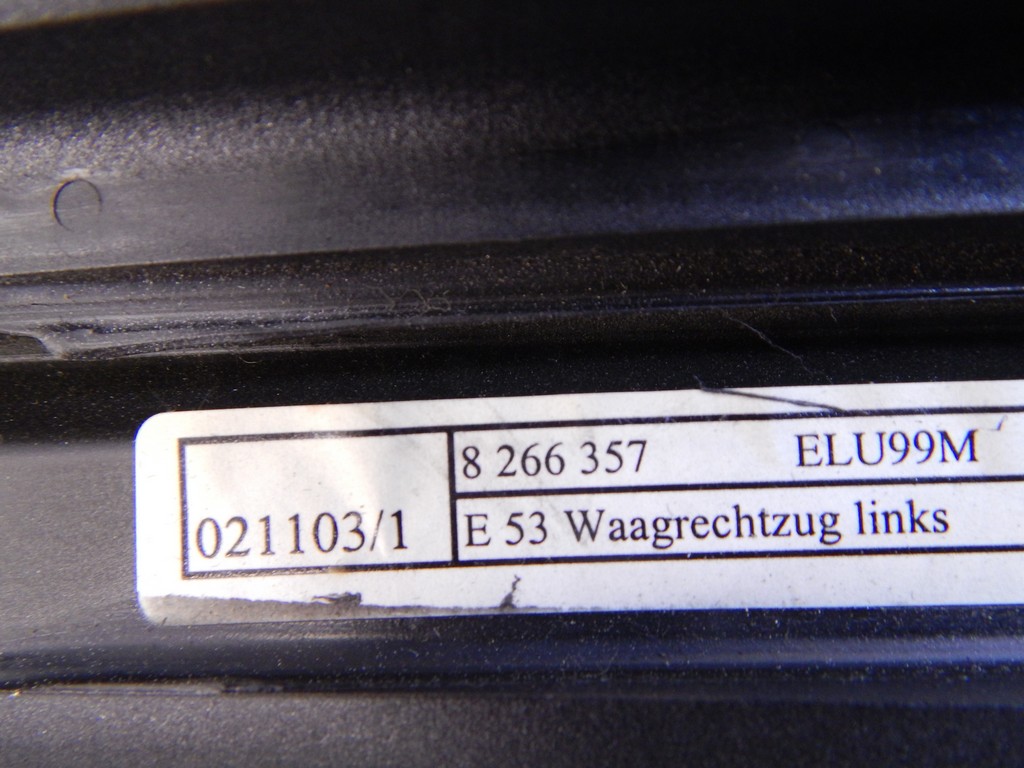 8 266 357 ELU99M
021103/1
E 53 Waagrechtzug links